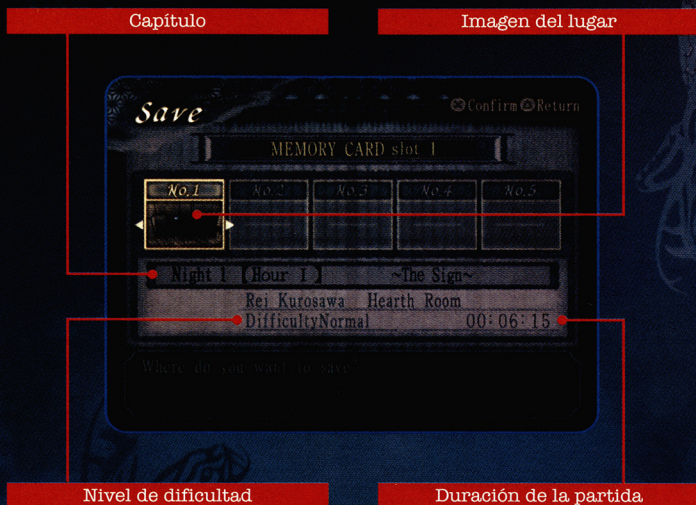 Capítulo
Imagen del lugar
Save
Confirm Return
MEMORY CARD slot 1
No.1 No.2 No.3 No.4 No.5
Night 1 【Hour I】 ~The Sign~
Rei Kurosawa Hearth Room
DifficultyNormal 00:06:15
Where do you want to save?
Nivel de dificultad
Duración de la partida